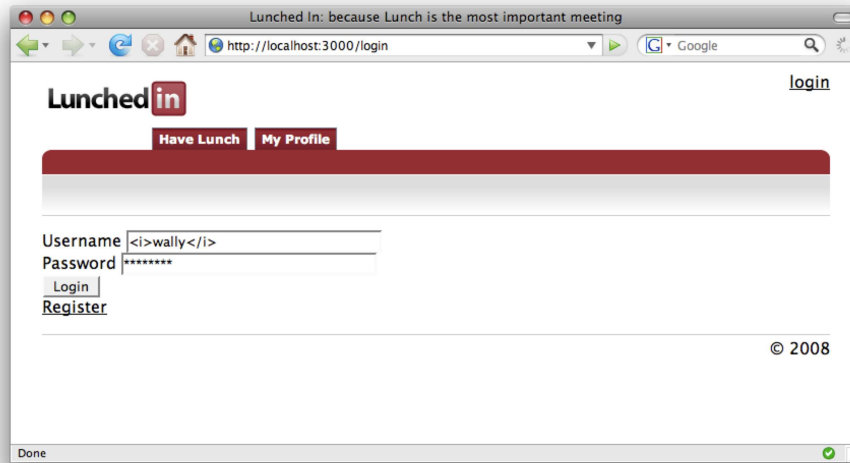 Lunched In: because Lunch is the most important meeting
http://localhost:3000/login
G Google
login
Lunched in
Have Lunch My Profile
Username <i>wally</i>
Password ********
Login
Register
© 2008
Done